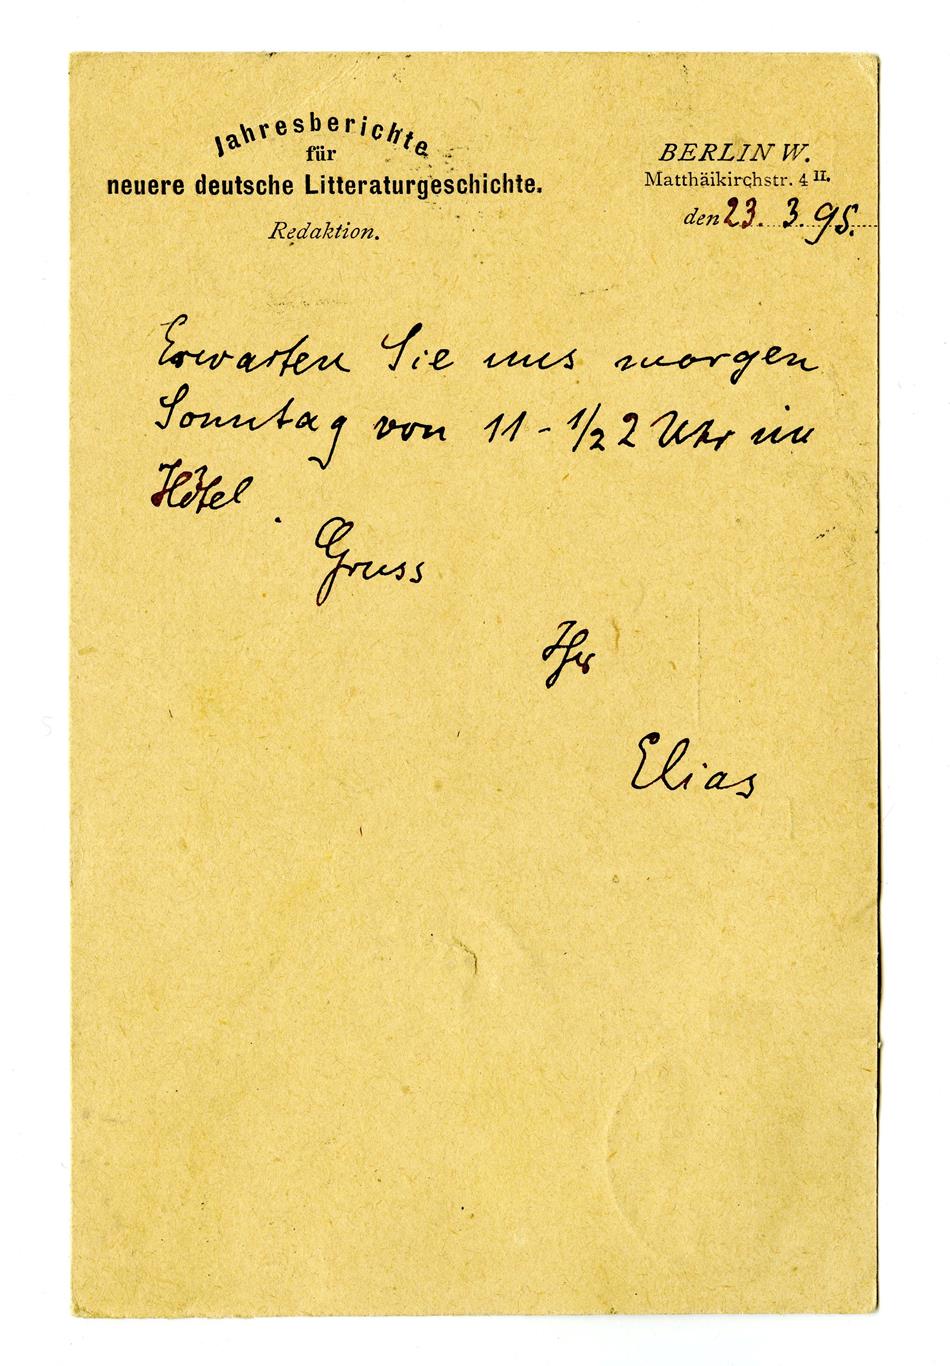 Jahresberichte
für
neuere deutsche Litteraturgeschichte.
Redaktion.
BERLIN W.
Matthäikirchstr. 4 II.
den 23. 3. 95.
Erwarten Sie uns morgen
Sonntag von 11 - 1/2 2 Uhr im
Hôtel.
Gruss
Ihr
Elias